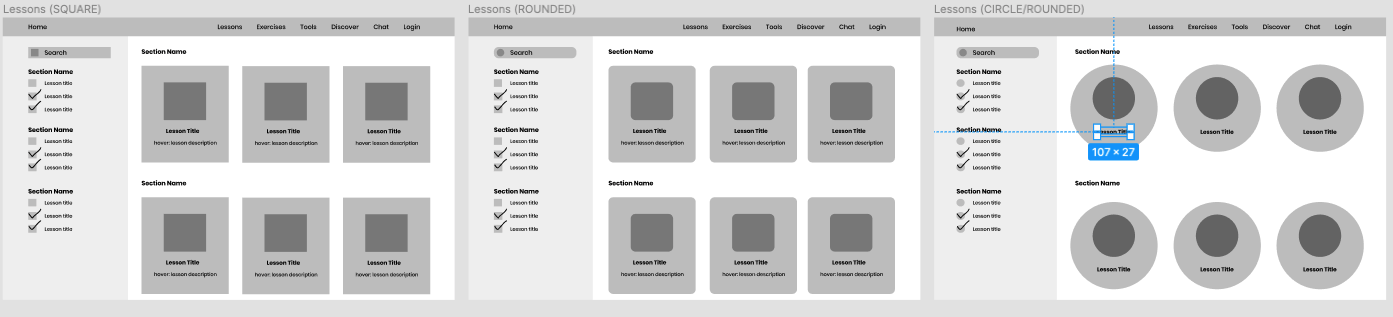 Lessons (SQUARE)
Home Lessons Exercises Tools Discover Chat Login
Search
Section Name
Lesson title
Lesson title
Lesson title
Section Name
Lesson title
Lesson title
Lesson title
Section Name
Lesson title
Lesson title
Lesson title
Section Name
Lesson Title Lesson Title Lesson Title
hover: lesson description hover: lesson description hover: lesson description
Section Name
Lesson Title Lesson Title Lesson Title
hover: lesson description hover: lesson description hover: lesson description
Lessons (ROUNDED)
Home Lessons Exercises Tools Discover Chat Login
Search
Section Name
Lesson title
Lesson title
Lesson title
Section Name
Lesson title
Lesson title
Lesson title
Section Name
Lesson title
Lesson title
Lesson title
Section Name
Lesson Title Lesson Title Lesson Title
hover: lesson description hover: lesson description hover: lesson description
Section Name
Lesson Title Lesson Title Lesson Title
hover: lesson description hover: lesson description hover: lesson description
Lessons (CIRCLE/ROUNDED)
Home Lessons Exercises Tools Discover Chat Login
Search
Section Name
Lesson title
Lesson title
Lesson title
Section Name
Lesson title
Lesson title
Lesson title
Section Name
Lesson title
Lesson title
Lesson title
Section Name
Lesson Title Lesson Title Lesson Title
107 × 27
Section Name
Lesson Title Lesson Title Lesson Title